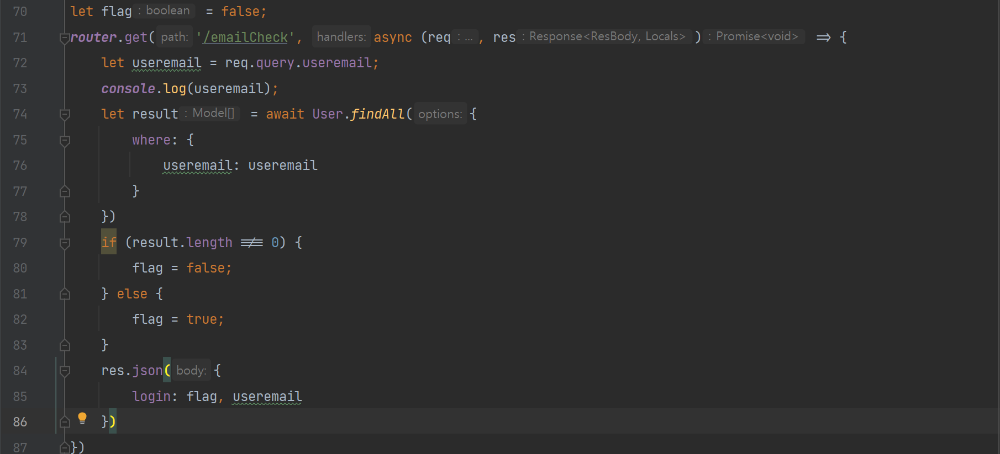 70 let flag : boolean = false;
71 router.get( path: '/emailCheck', handlers: async (req : ... , res : Response<ResBody, Locals> ) : Promise<void> => {
72 let useremail = req.query.useremail;
73 console.log(useremail);
74 let result : Model[] = await User.findAll( options: {
75 where: {
76 useremail: useremail
77 }
78 })
79 if (result.length !== 0) {
80 flag = false;
81 } else {
82 flag = true;
83 }
84 res.json( body: {
85 login: flag, useremail
86 })
87 })